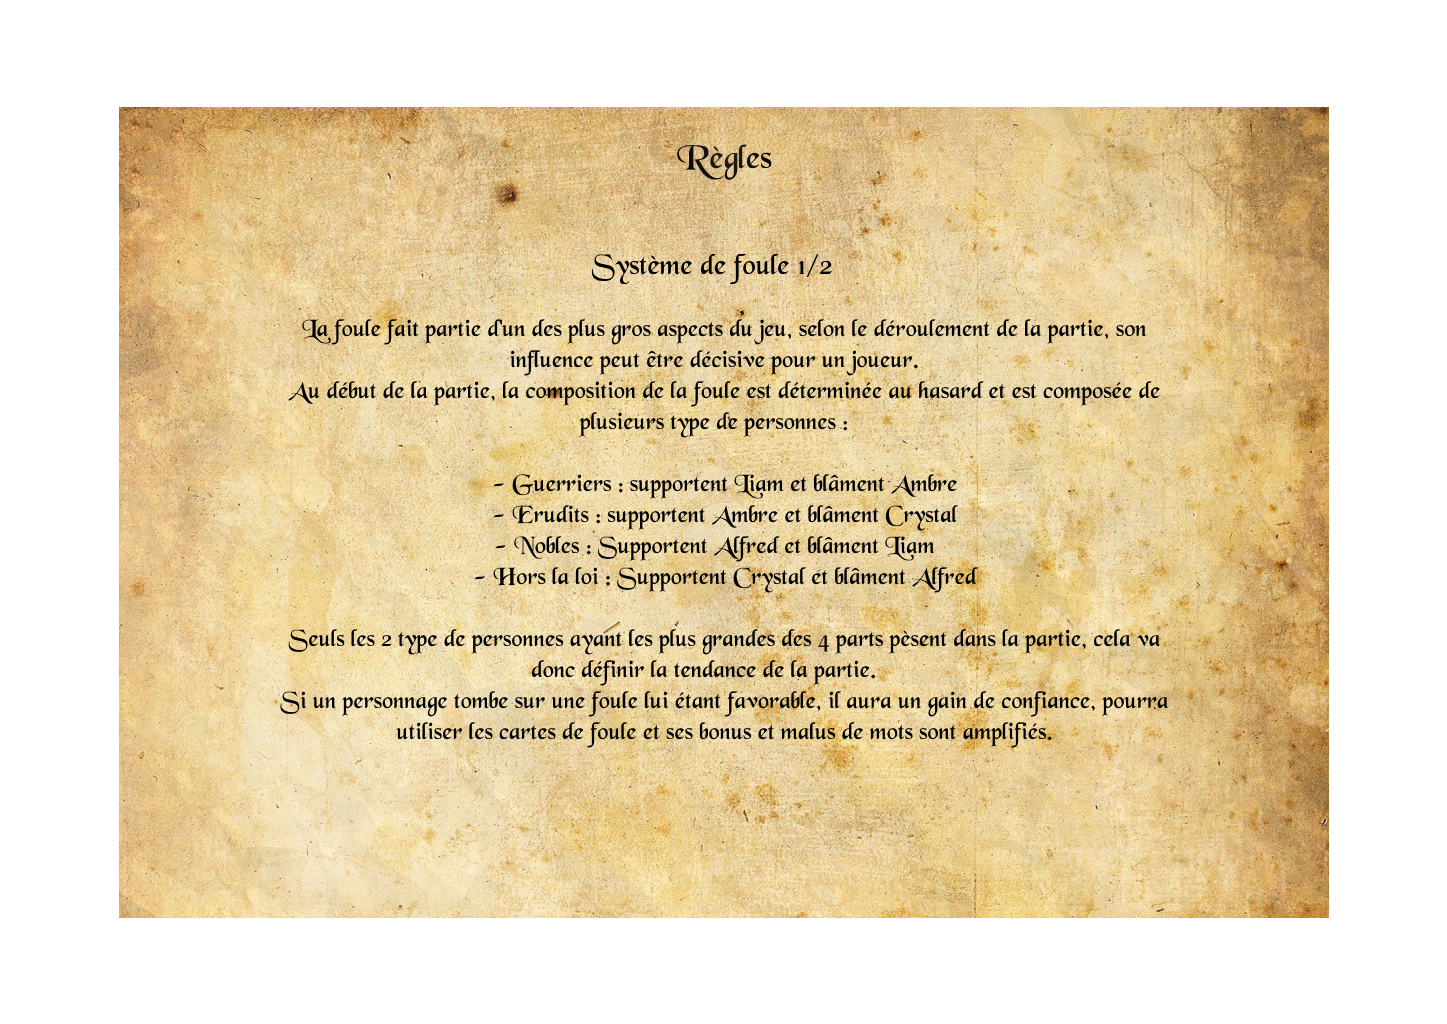 Règles
Système de foule 1/2
La foule fait partie d'un des plus gros aspects du jeu, selon le déroulement de la partie, son
influence peut être décisive pour un joueur.
Au début de la partie, la composition de la foule est déterminée au hasard et est composée de
plusieurs type de personnes :
- Guerriers : supportent Liam et blâment Ambre
- Erudits : supportent Ambre et blâment Crystal
- Nobles : Supportent Alfred et blâment Liam
- Hors la loi : Supportent Crystal et blâment Alfred
Seuls les 2 type de personnes ayant les plus grandes des 4 parts pèsent dans la partie, cela va
donc définir la tendance de la partie.
Si un personnage tombe sur une foule lui étant favorable, il aura un gain de confiance, pourra
utiliser les cartes de foule et ses bonus et malus de mots sont amplifiés.